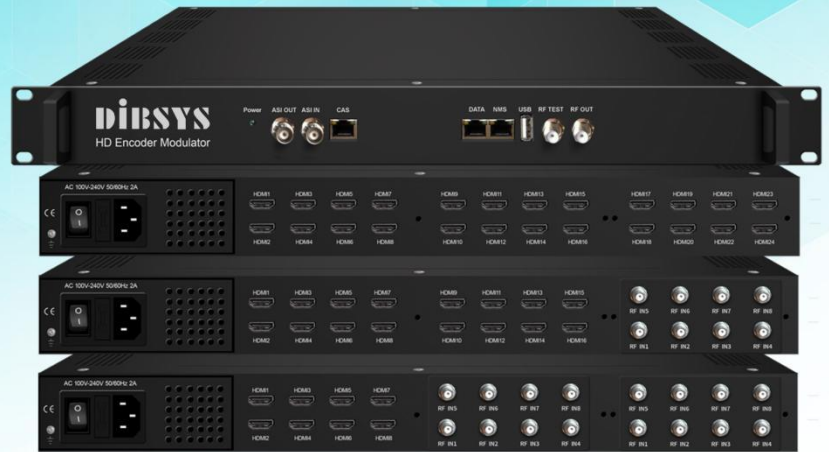 DiBSYS
HD Encoder Modulator
Power ASI OUT ASI IN CAS DATA NMS USB RF TEST RF OUT
AC 100V-240V 50/60Hz 2A
CE
O
I
HDMI1 HDMI3 HDMI5 HDMI7 HDMI9 HDMI11 HDMI13 HDMI15 HDMI17 HDMI19 HDMI21 HDMI23
HDMI2 HDMI4 HDMI6 HDMI8 HDMI10 HDMI12 HDMI14 HDMI16 HDMI18 HDMI20 HDMI22 HDMI24
AC 100V-240V 50/60Hz 2A
CE
O
I
HDMI1 HDMI3 HDMI5 HDMI7 HDMI9 HDMI11 HDMI13 HDMI15
RF IN5 RF IN6 RF IN7 RF IN8
HDMI2 HDMI4 HDMI6 HDMI8 HDMI10 HDMI12 HDMI14 HDMI16
RF IN1 RF IN2 RF IN3 RF IN4
AC 100V-240V 50/60Hz 2A
CE
O
I
HDMI1 HDMI3 HDMI5 HDMI7
RF IN5 RF IN6 RF IN7 RF IN8 RF IN5 RF IN6 RF IN7 RF IN8
HDMI2 HDMI4 HDMI6 HDMI8
RF IN1 RF IN2 RF IN3 RF IN4 RF IN1 RF IN2 RF IN3 RF IN4